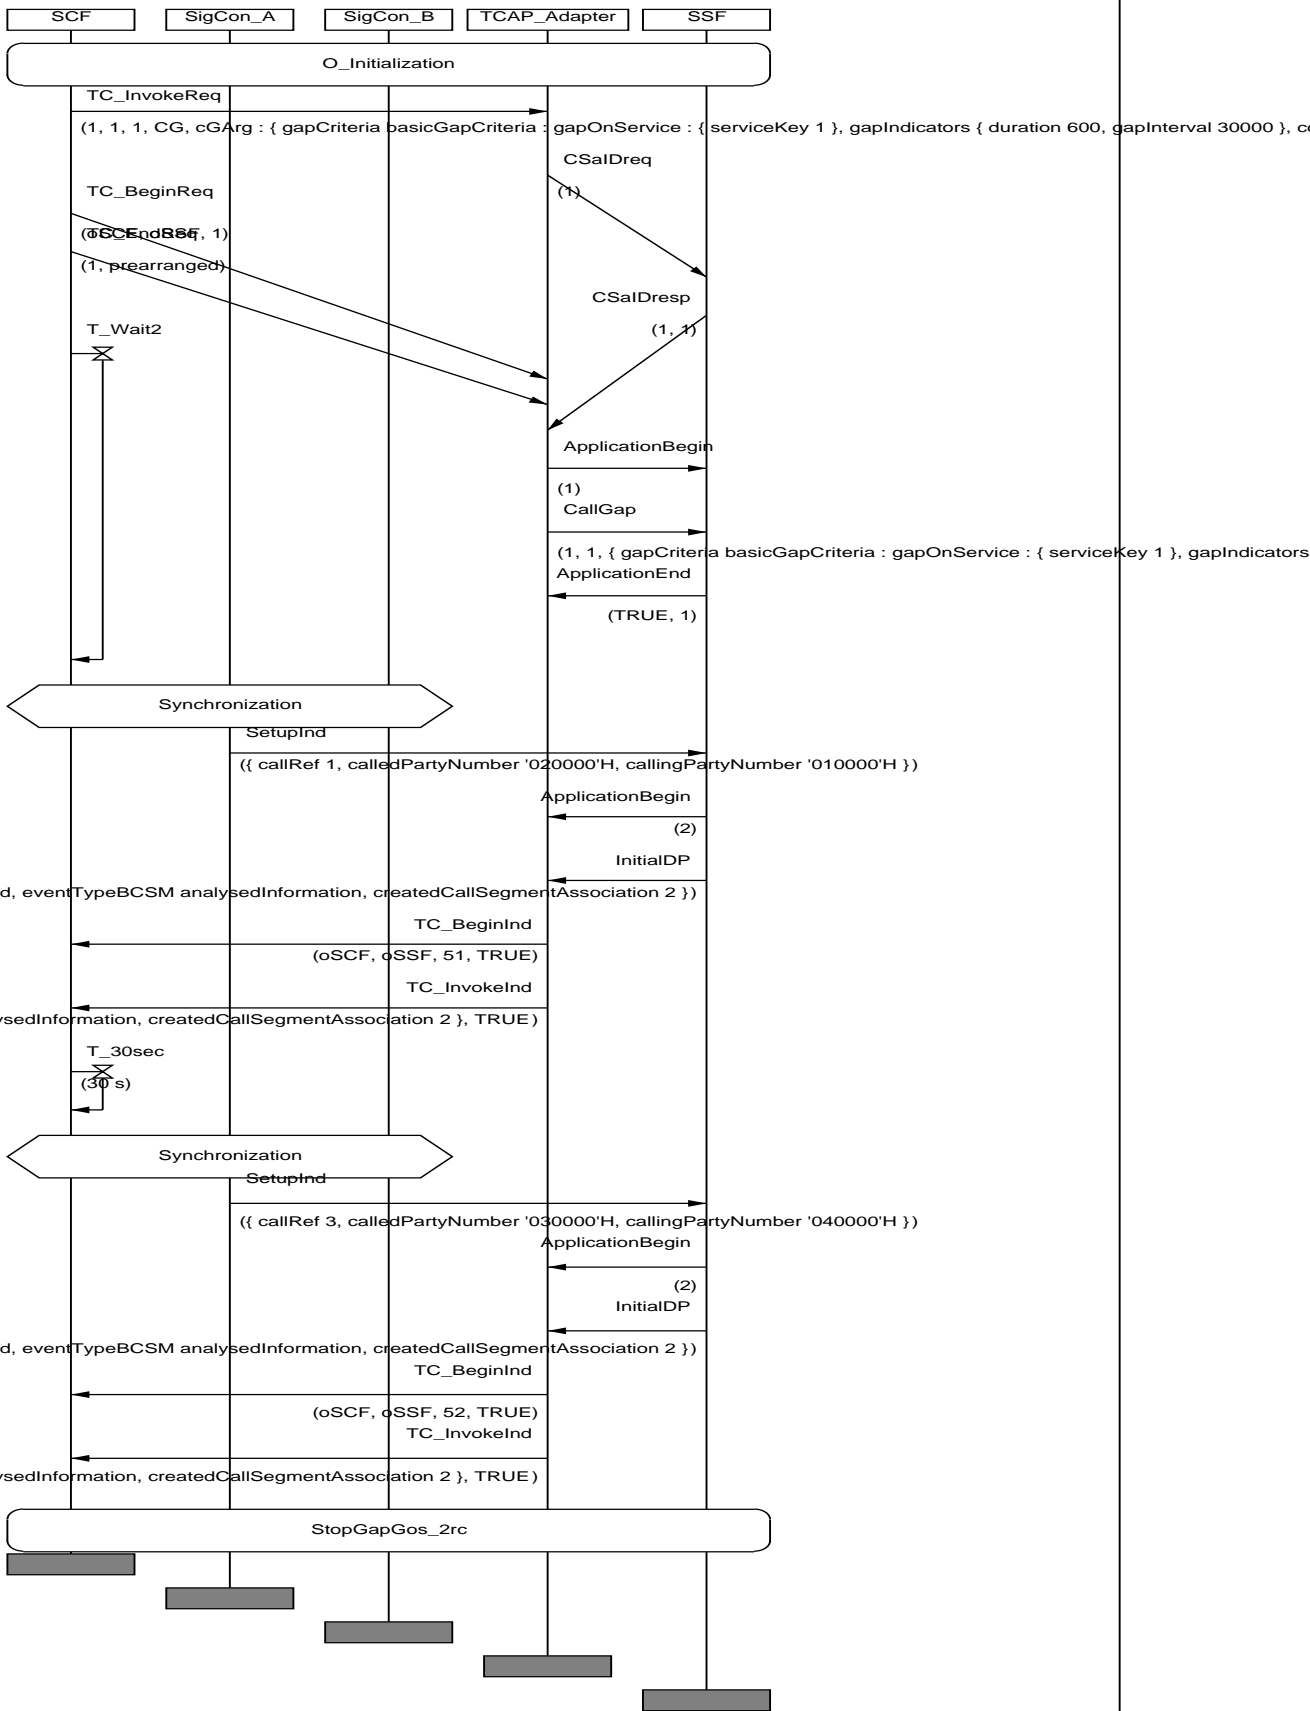 SCF SigCon_A SigCon_B TCAP_Adapter SSF
O_Initialization
TC_InvokeReq
(1, 1, 1, CG, cGArg : { gapCriteria basicGapCriteria : gapOnService : { serviceKey 1 }, gapIndicators { duration 600, gapInterval 30000 }, c
CSaIDreq
(1)
TC_BeginReq
(oSCF, oSSF, 1)
TC_EndReq
(1, prearranged)
CSaIDresp
(1, 1)
T_Wait2
ApplicationBegin
(1)
CallGap
(1, 1, { gapCriteria basicGapCriteria : gapOnService : { serviceKey 1 }, gapIndicators
ApplicationEnd
(TRUE, 1)
Synchronization
SetupInd
({ callRef 1, calledPartyNumber '020000'H, callingPartyNumber '010000'H })
ApplicationBegin
(2)
InitialDP
d, eventTypeBCSM analysedInformation, createdCallSegmentAssociation 2 })
TC_BeginInd
(oSCF, oSSF, 51, TRUE)
TC_InvokeInd
ysedInformation, createdCallSegmentAssociation 2 }, TRUE)
T_30sec
(30 s)
Synchronization
SetupInd
({ callRef 3, calledPartyNumber '030000'H, callingPartyNumber '040000'H })
ApplicationBegin
(2)
InitialDP
d, eventTypeBCSM analysedInformation, createdCallSegmentAssociation 2 })
TC_BeginInd
(oSCF, oSSF, 52, TRUE)
TC_InvokeInd
ysedInformation, createdCallSegmentAssociation 2 }, TRUE)
StopGapGos_2rc